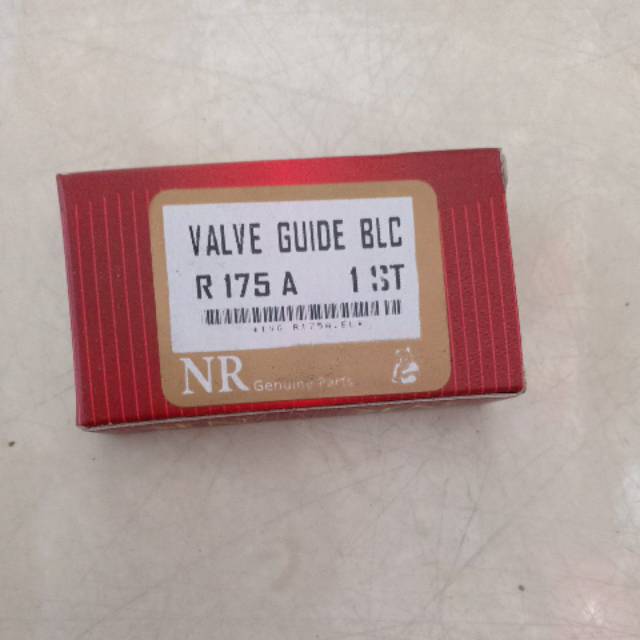 VALVE GUIDE BLC
R 175 A 1 ST
NR Genuine Parts